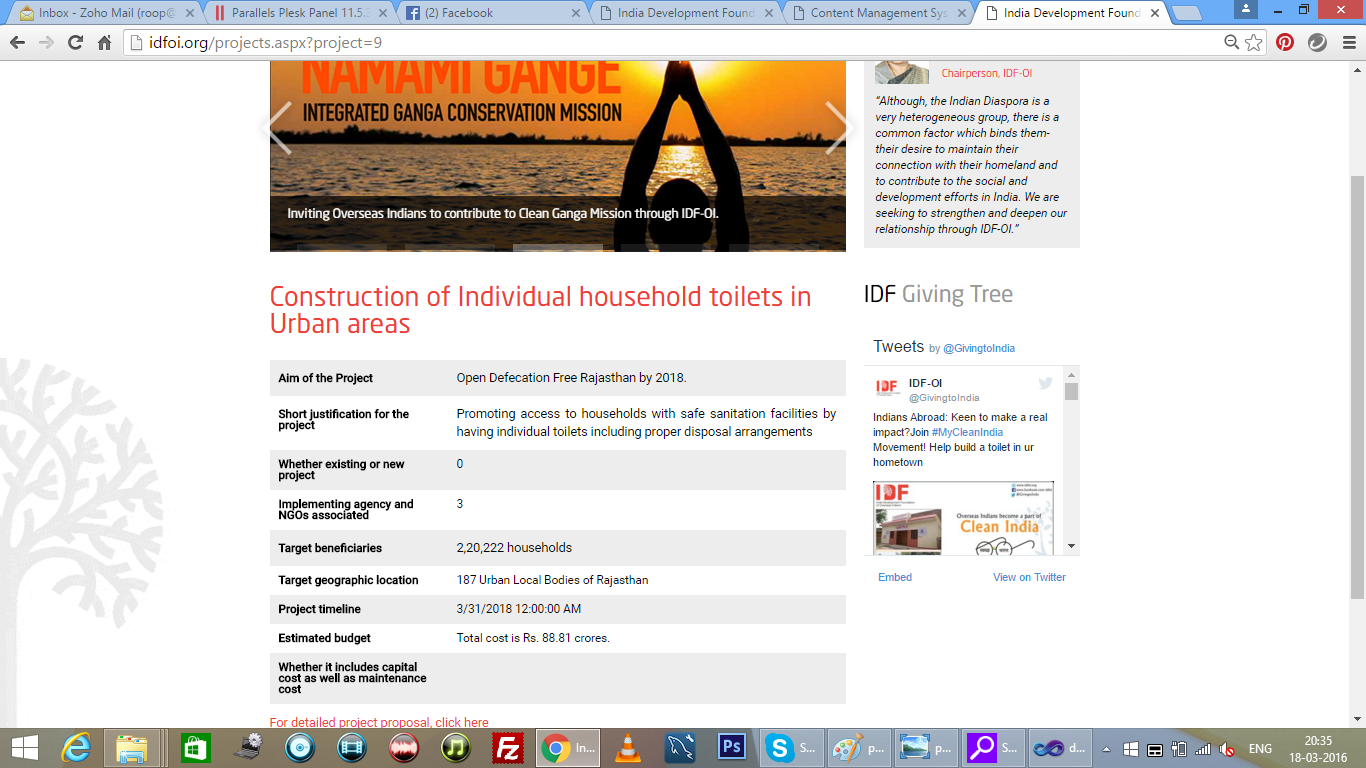 Inbox - Zoho Mail (roop@
Parallels Plesk Panel 11.5.3
(2) Facebook
India Development Found
Content Management Sys
India Development Found
idfoi.org/projects.aspx?project=9
NAMAMI GANGE
INTEGRATED GANGA CONSERVATION MISSION
Inviting Overseas Indians to contribute to Clean Ganga Mission through IDF-OI.
Chairperson, IDF-OI
"Although, the Indian Diaspora is a
very heterogeneous group, there is a
common factor which binds them-
their desire to maintain their
connection with their homeland and
to contribute to the social and
development efforts in India. We are
seeking to strengthen and deepen our
relationship through IDF-OI."
Construction of Individual household toilets in
Urban areas
Aim of the Project
Open Defecation Free Rajasthan by 2018.
Short justification for the
project
Promoting access to households with safe sanitation facilities by
having individual toilets including proper disposal arrangements
Whether existing or new
project
0
Implementing agency and
NGOs associated
3
Target beneficiaries
2,20,222 households
Target geographic location
187 Urban Local Bodies of Rajasthan
Project timeline
3/31/2018 12:00:00 AM
Estimated budget
Total cost is Rs. 88.81 crores.
Whether it includes capital
cost as well as maintenance
cost
For detailed project proposal, click here
IDF Giving Tree
Tweets by @GivingtoIndia
IDF
IDF-OI
@GivingtoIndia
Indians Abroad: Keen to make a real
impact?Join #MyCleanIndia
Movement! Help build a toilet in ur
hometown
IDF
Overseas Indians become a part of
Clean India
Embed
View on Twitter
Fz
In...
Ps
S...
p...
p...
S...
d...
ENG
20:35
18-03-2016